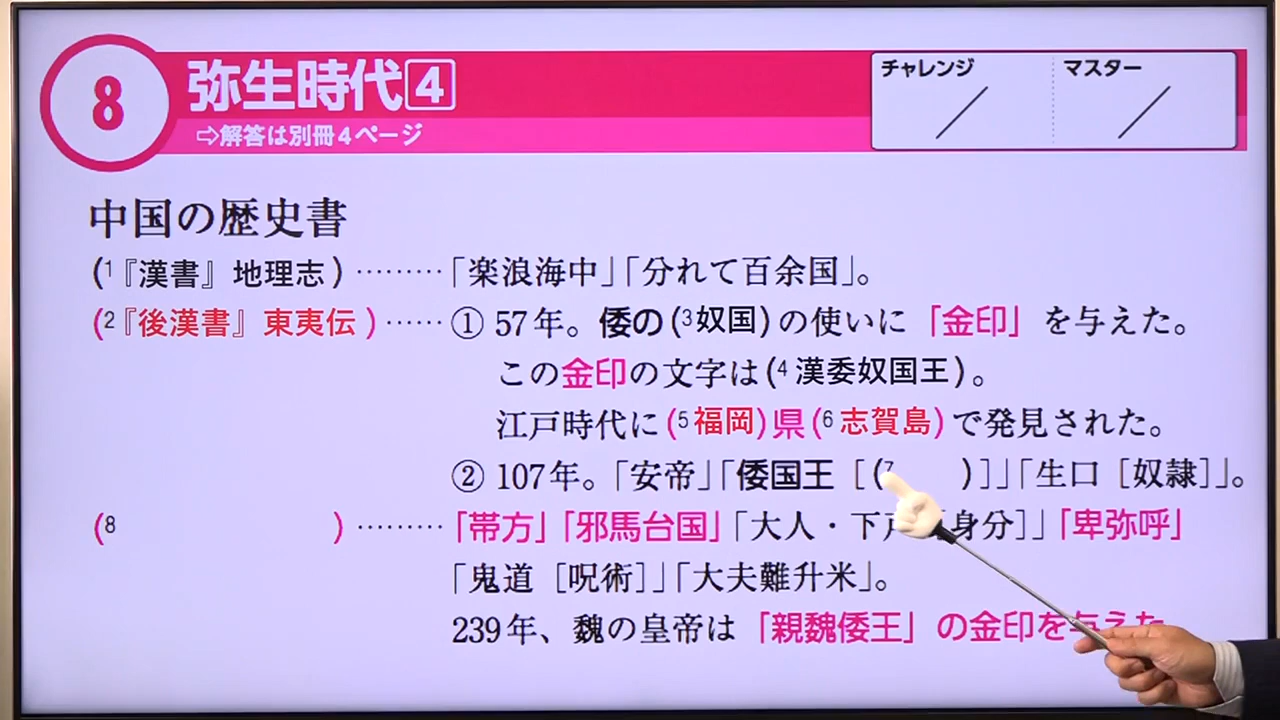 8
弥生時代4
⇨解答は別冊4ページ
チャレンジ
マスター
中国の歴史書
(1『漢書』地理志)………「楽浪海中」「分れて百余国」。
(2『後漢書』東夷伝)……① 57年。倭の(3奴国)の使いに「金印」を与えた。
この金印の文字は(4漢委奴国王)。
江戸時代に(5福岡)県(6志賀島)で発見された。
② 107年。「安帝」「倭国王[(7 )]」「生口[奴隷]」。
(8 )………「帯方」「邪馬台国」「大人・下戸[身分]」「卑弥呼」
「鬼道[呪術]」「大夫難升米」。
239年、魏の皇帝は「親魏倭王」の金印を与えた